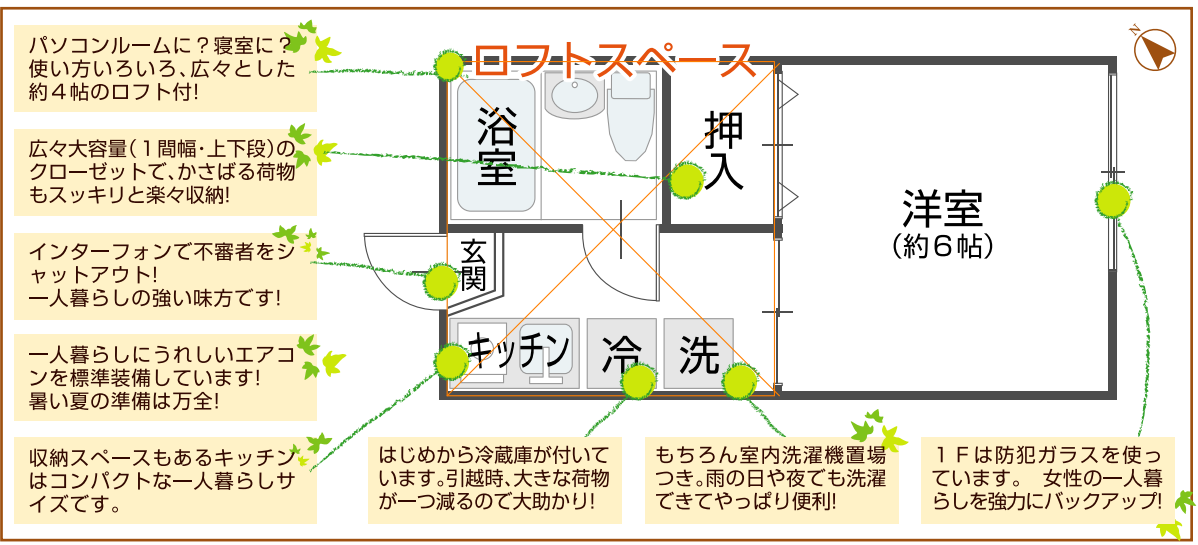 パソコンルームに？寝室に？
使い方いろいろ、広々とした
約４帖のロフト付!
広々大容量(１間幅・上下段)の
クローゼットで、かさばる荷物
もスッキリと楽々収納!
インターフォンで不審者をシ
ャットアウト!
一人暮らしの強い味方です!
一人暮らしにうれしいエアコ
ンを標準装備しています!
暑い夏の準備は万全!
収納スペースもあるキッチン
はコンパクトな一人暮らしサ
イズです。
ロフトスペース
N
浴室
押入
洋室
(約６帖)
玄関
キッチン
冷
洗
はじめから冷蔵庫が付いて
います。引越時、大きな荷物
が一つ減るので大助かり!
もちろん室内洗濯機置場
つき。雨の日や夜でも洗濯
できてやっぱり便利!
１Ｆは防犯ガラスを使っ
ています。　女性の一人暮
らしを強力にバックアップ!